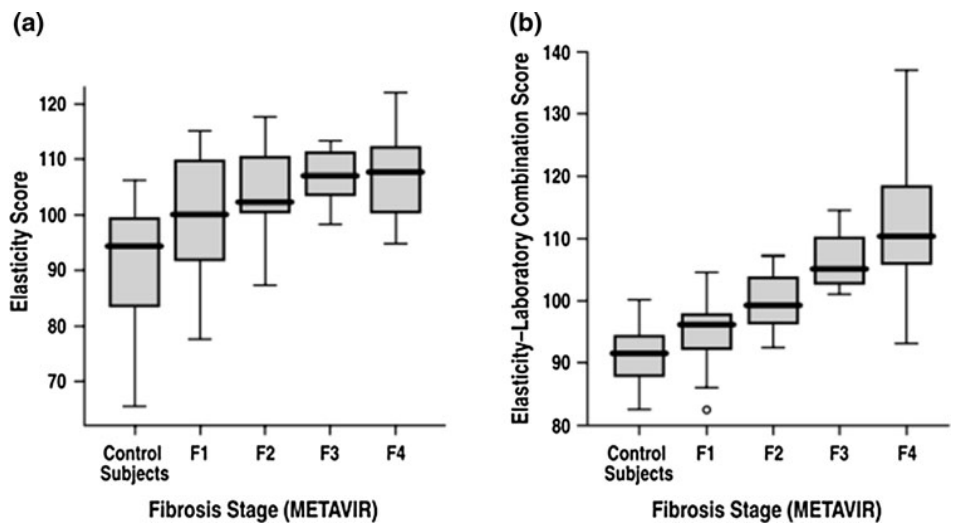 (a)
Elasticity Score
120
110
100
90
80
70
Control
Subjects
F1
F2
F3
F4
Fibrosis Stage (METAVIR)
(b)
Elasticity–Laboratory Combination Score
140
130
120
110
100
90
80
Control
Subjects
F1
F2
F3
F4
Fibrosis Stage (METAVIR)